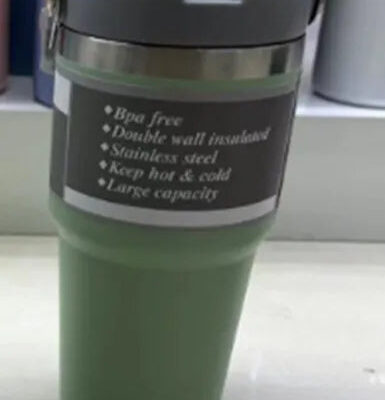 Bpa free
Double wall insulated
Stainless steel
Keep hot & cold
Large capacity